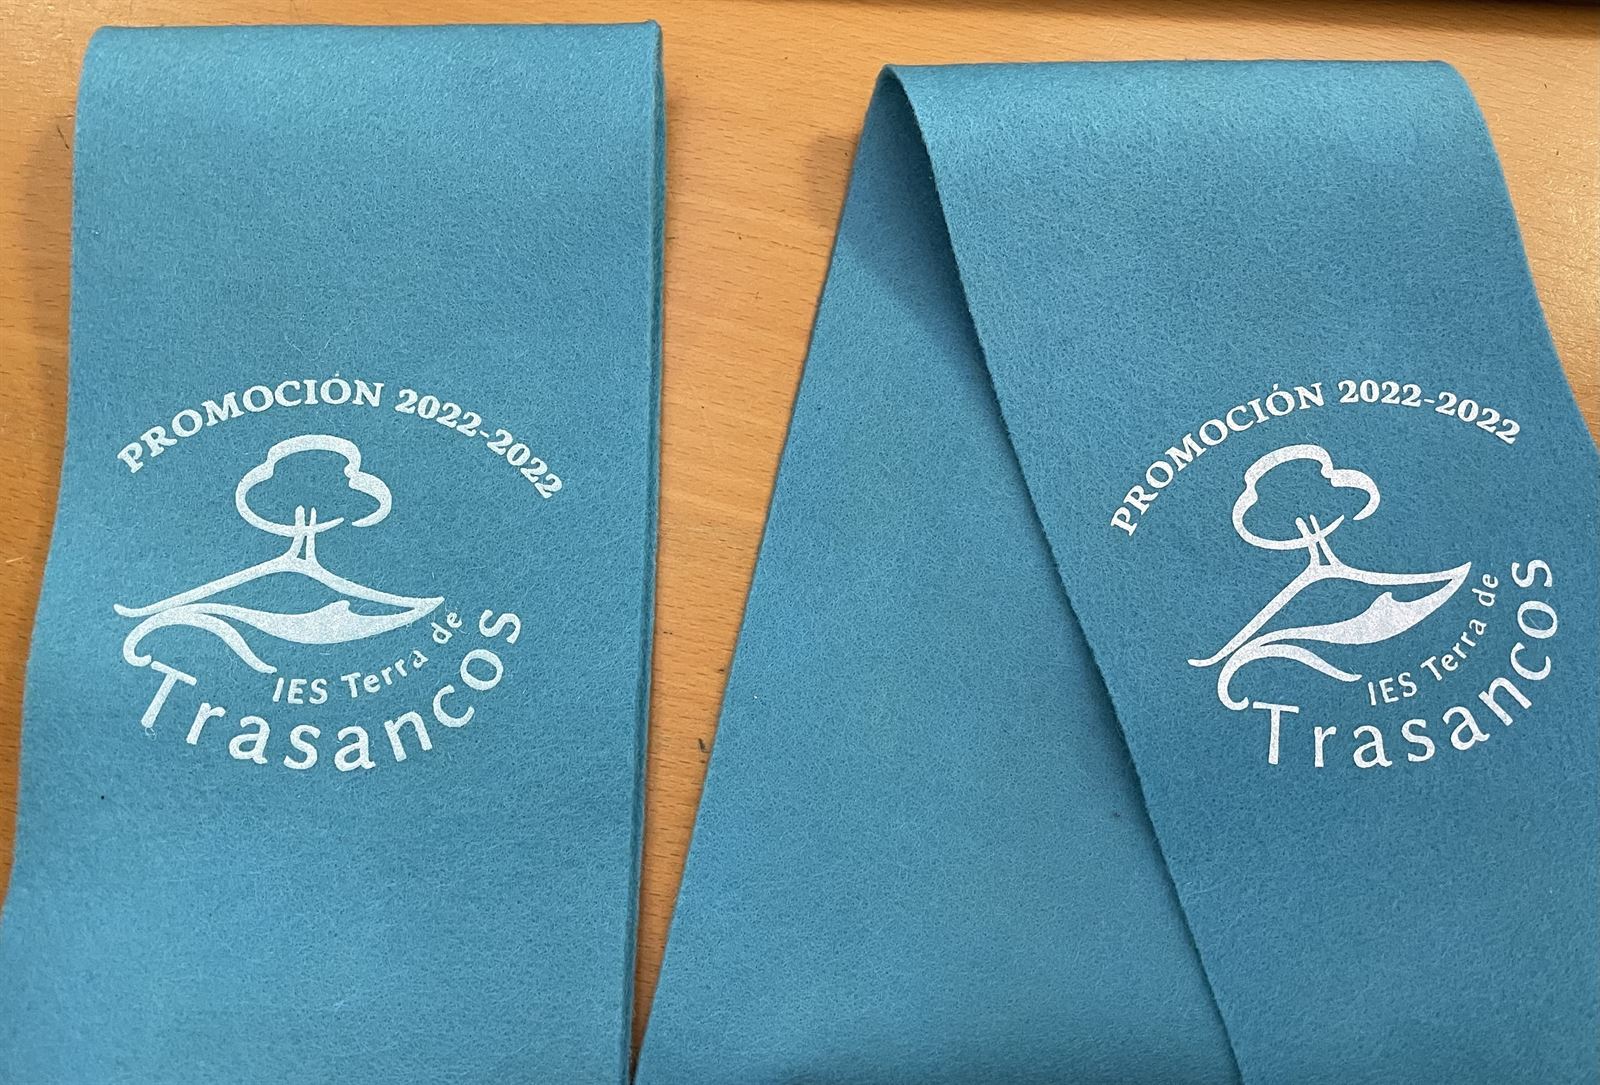 PROMOCIÓN 2022-2022
IES Terra de
Trasancos
PROMOCIÓN 2022-2022
IES Terra de
Trasancos